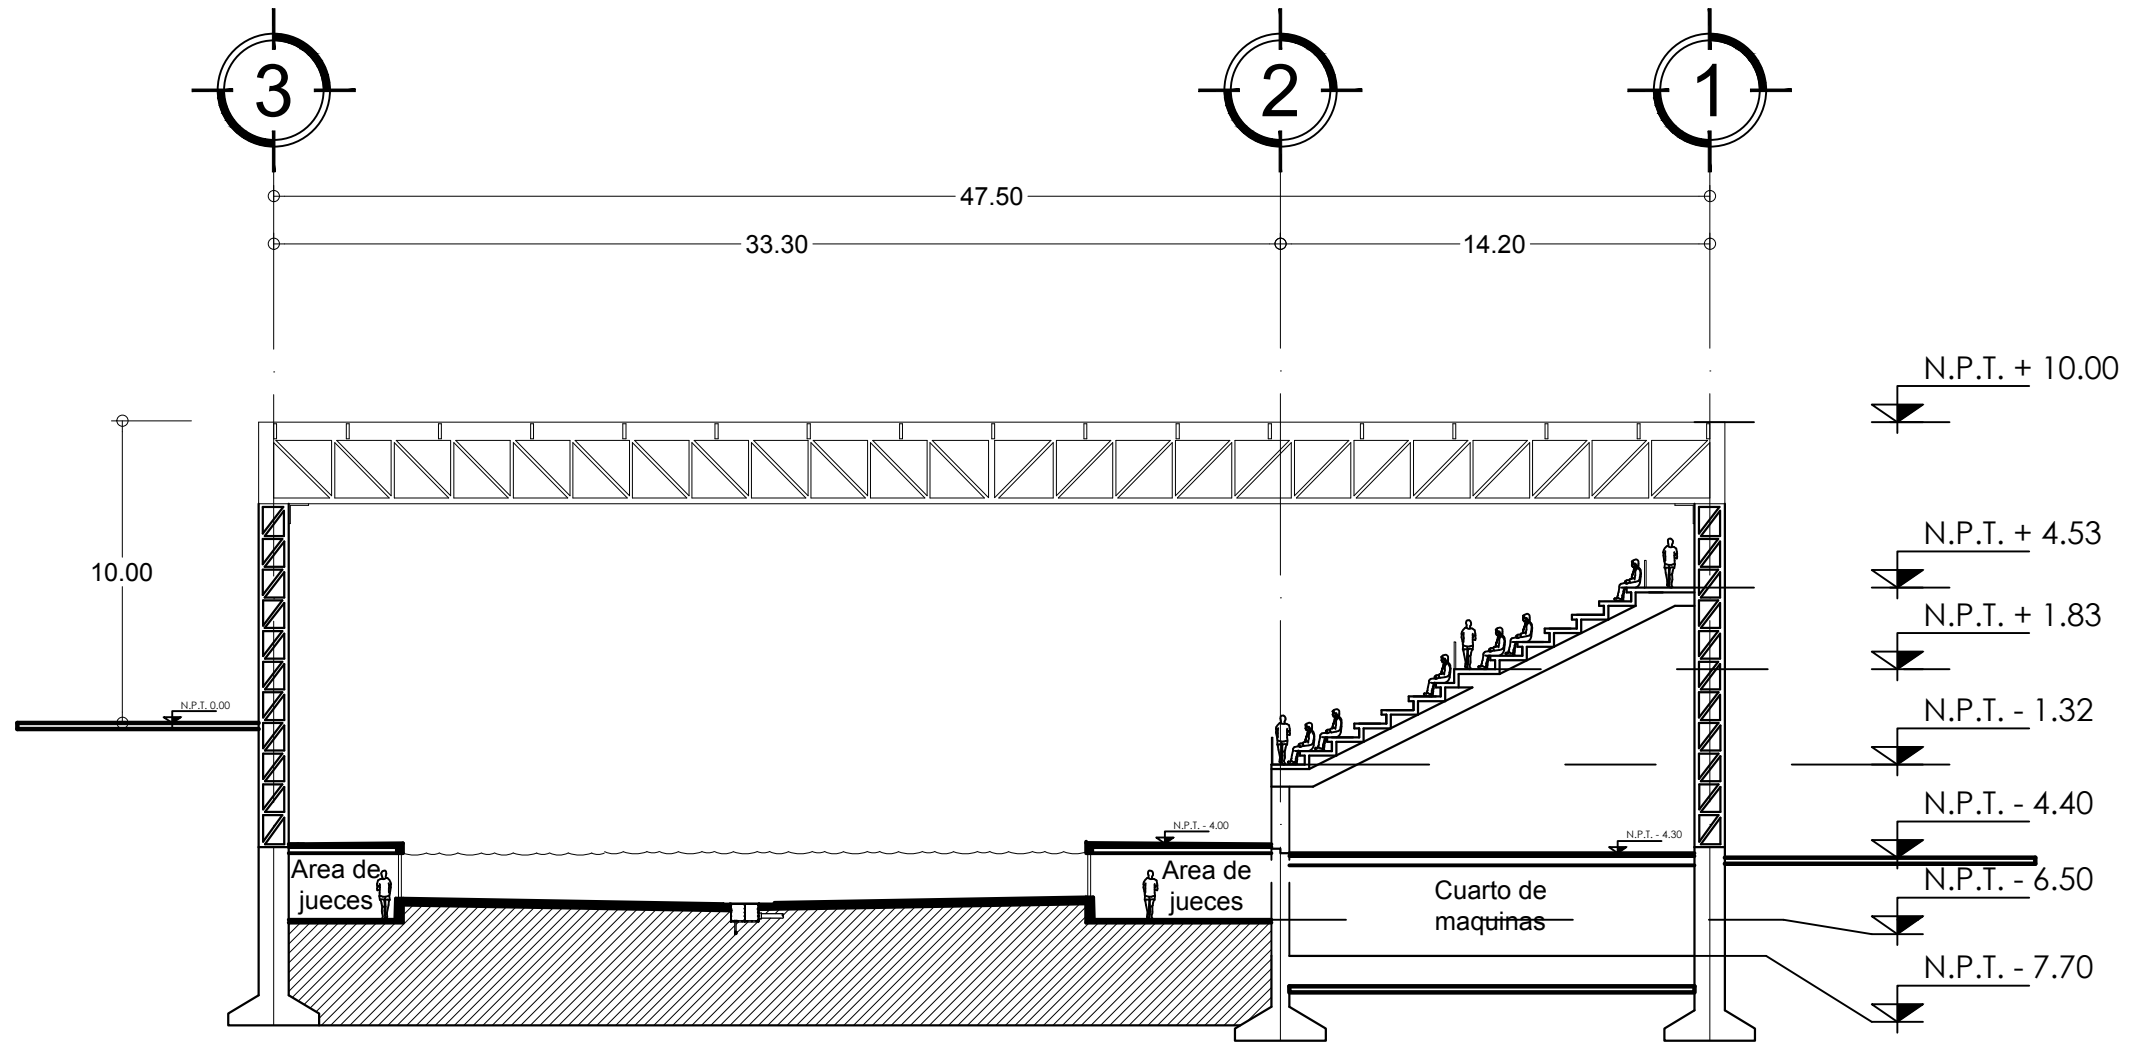 3
2
1
47.50
33.30
14.20
N.P.T. + 10.00
N.P.T. + 4.53
10.00
N.P.T. + 1.83
N.P.T. 0.00
N.P.T. - 1.32
N.P.T. - 4.40
N.P.T. - 4.00
N.P.T. - 4.30
Area de
jueces
Area de
jueces
Cuarto de
maquinas
N.P.T. - 6.50
N.P.T. - 7.70